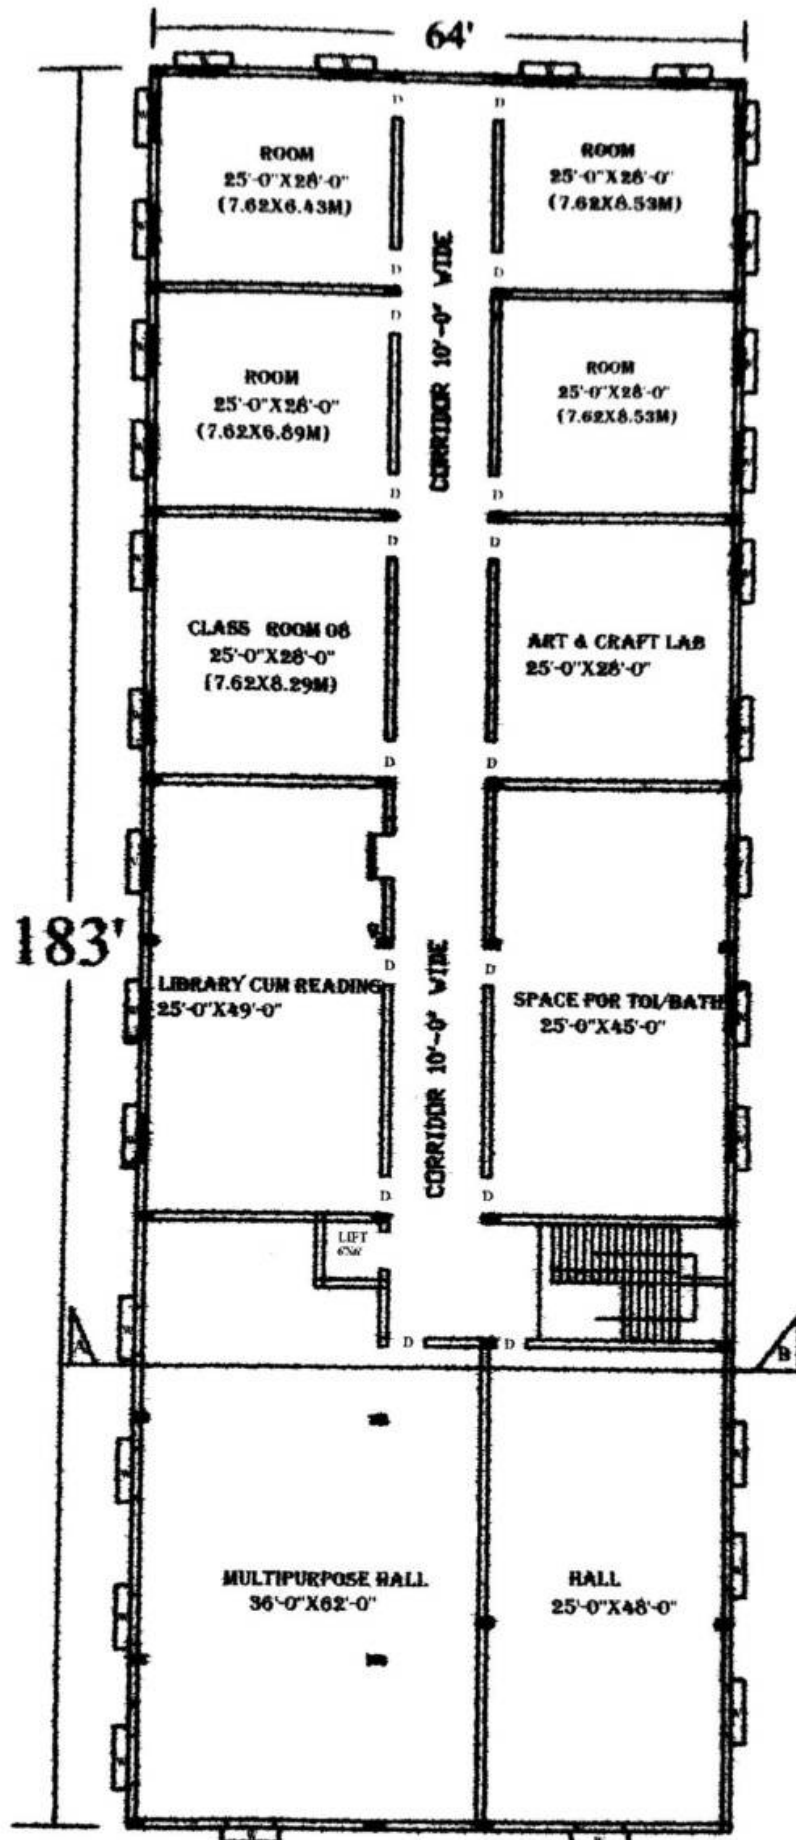 64'
D
D
ROOM
25'-0"X28'-0"
(7.62X6.43M)
ROOM
25'-0"X28'-0"
(7.62X8.53M)
D
D
CORRIDOR 10'-0" WIDE
D
ROOM
25'-0"X28'-0"
(7.62X6.89M)
ROOM
25'-0"X28'-0"
(7.62X8.53M)
D
D
D
D
CLASS ROOM 08
25'-0"X28'-0"
(7.62X8.29M)
ART & CRAFT LAB
25'-0"X28'-0"
D
D
183'
D
D
LIBRARY CUM READING
25'-0"X49'-0"
SPACE FOR TOI/BATH
25'-0"X45'-0"
CORRIDOR 10'-0" WIDE
D
D
LIFT
D
D
A
B
MULTIPURPOSE HALL
36'-0"X62'-0"
HALL
25'-0"X48'-0"